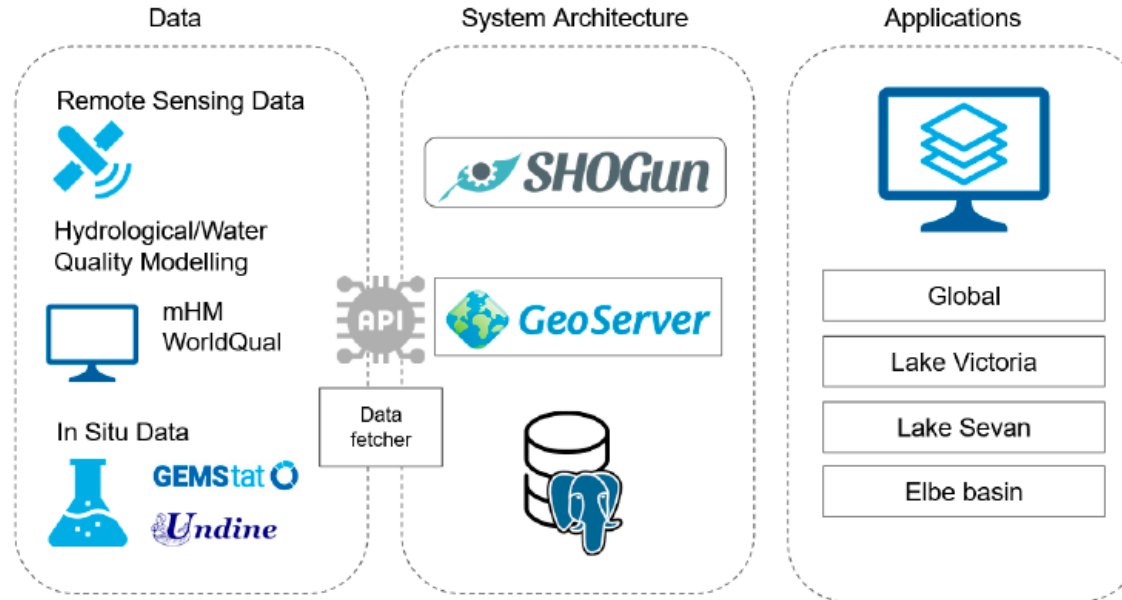 Data
System Architecture
Applications
Remote Sensing Data
Hydrological/Water
Quality Modelling
mHM
WorldQual
In Situ Data
GEMStat
Undine
API
Data
fetcher
SHOGun
GeoServer
Global
Lake Victoria
Lake Sevan
Elbe basin